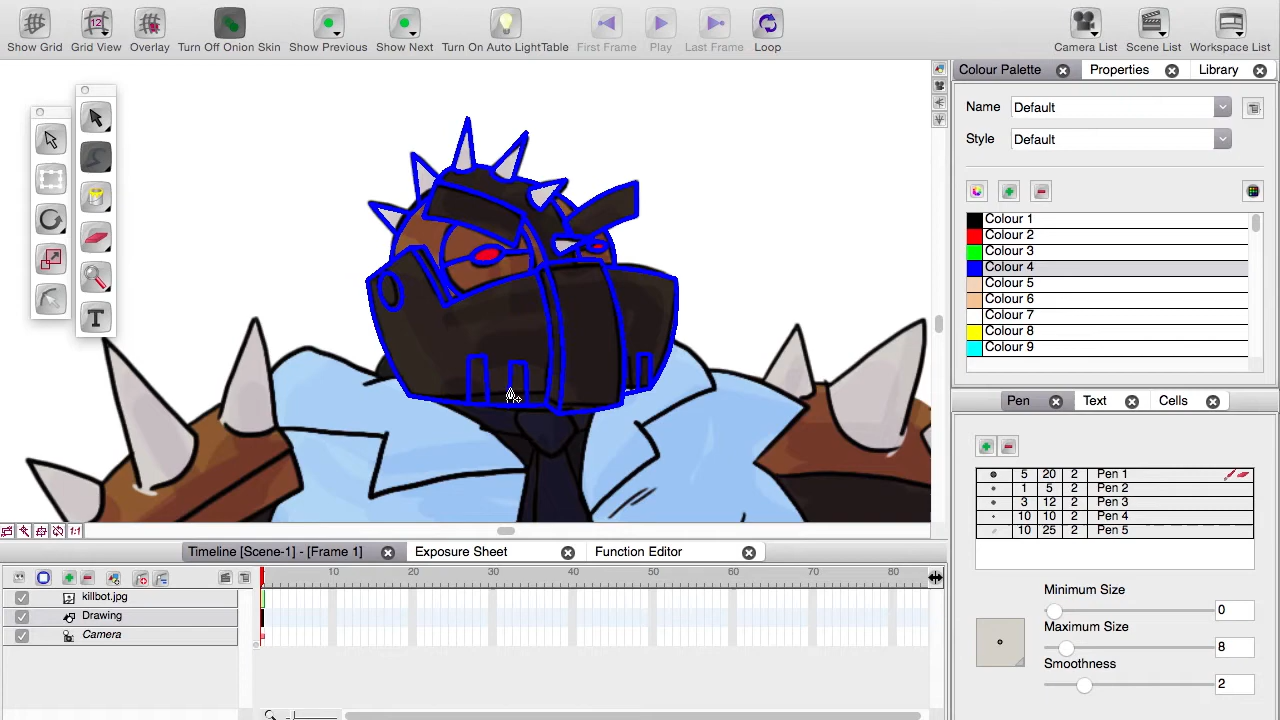 Show Grid Grid View Overlay Turn Off Onion Skin Show Previous Show Next Turn On Auto LightTable First Frame Play Last Frame Loop Camera List Scene List Workspace List
12
Colour Palette Properties Library
Name Default
Style Default
Colour 1
Colour 2
Colour 3
Colour 4
Colour 5
Colour 6
Colour 7
Colour 8
Colour 9
T
Pen Text Cells
5 20 2 Pen 1
1 5 2 Pen 2
3 12 2 Pen 3
10 10 2 Pen 4
10 25 2 Pen 5
1:1
Timeline [Scene-1] - [Frame 1] Exposure Sheet Function Editor
10 20 30 40 50 60 70 80
killbot.jpg
Drawing
Camera
Minimum Size
0
Maximum Size
8
Smoothness
2